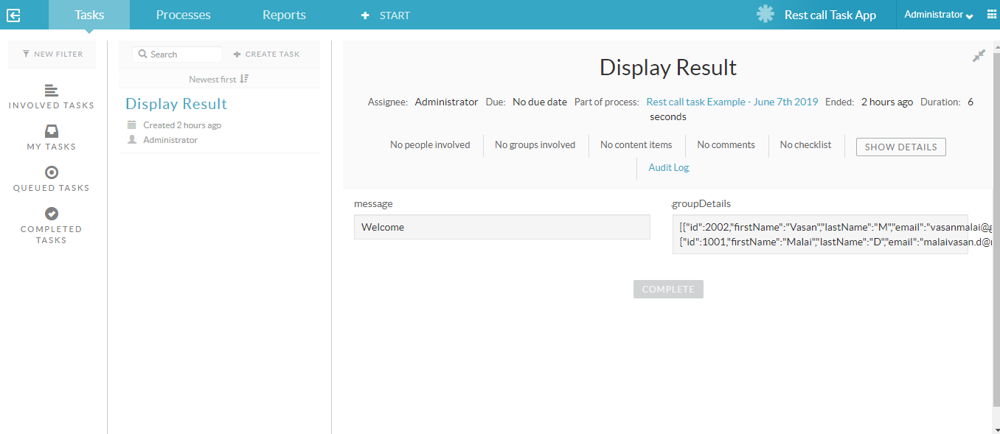 Tasks Processes Reports START Rest call Task App Administrator
NEW FILTER
INVOLVED TASKS
MY TASKS
QUEUED TASKS
COMPLETED
TASKS
Search CREATE TASK
Newest first
Display Result
Created 2 hours ago
Administrator
Display Result
Assignee: Administrator Due: No due date Part of process: Rest call task Example - June 7th 2019 Ended: 2 hours ago Duration: 6
seconds
No people involved No groups involved No content items No comments No checklist SHOW DETAILS
Audit Log
message
Welcome
groupDetails
[{"id":2002,"firstName":"Vasan","lastName":"M","email":"vasanmalai@g
{"id":1001,"firstName":"Malai","lastName":"D","email":"malaivasan.d@
COMPLETE